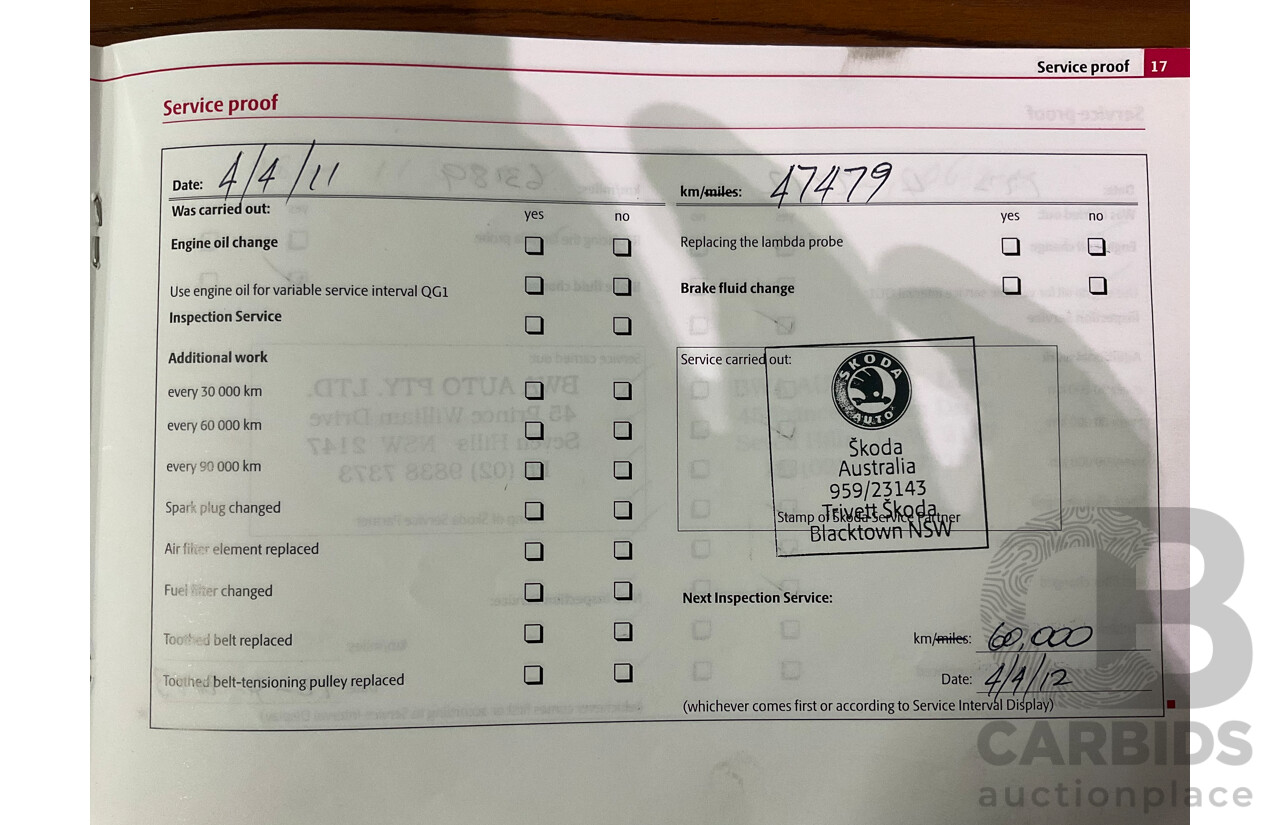 Service proof 17
Service proof
Date: 4/4/11
Was carried out: yes no
Engine oil change
Use engine oil for variable service interval QG1
Inspection Service
Additional work
every 30 000 km
every 60 000 km
every 90 000 km
Spark plug changed
Air filter element replaced
Fuel filter changed
Toothed belt replaced
Toothed belt-tensioning pulley replaced
km/miles: 47479
yes no
Replacing the lambda probe
Brake fluid change
Service carried out:
ŠKODA
AUTO
Škoda
Australia
959/23143
Trivett Škoda
Stamp of Škoda Service Partner
Blacktown NSW
Next Inspection Service:
km/miles: 60,000
Date: 4/4/12
(whichever comes first or according to Service Interval Display)
CB
CARBIDS
auctionplace